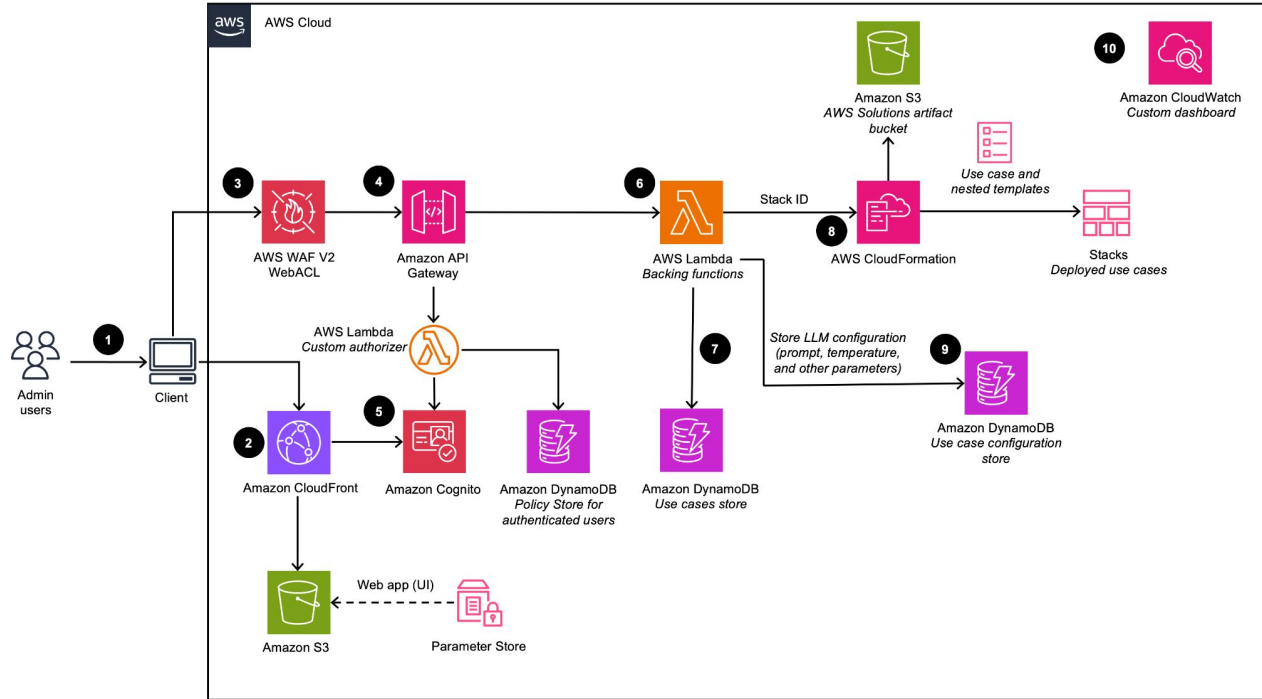 aws
AWS Cloud
10
Amazon S3
AWS Solutions artifact
bucket
Amazon CloudWatch
Custom dashboard
Use case and
nested templates
3
4
6
Stack ID
8
AWS WAF V2
WebACL
Amazon API
Gateway
AWS Lambda
Backing functions
AWS CloudFormation
Stacks
Deployed use cases
1
Admin
users
Client
AWS Lambda
Custom authorizer
7
Store LLM configuration
(prompt, temperature,
and other parameters)
9
2
5
Amazon CloudFront
Amazon Cognito
Amazon DynamoDB
Policy Store for
authenticated users
Amazon DynamoDB
Use cases store
Amazon DynamoDB
Use case configuration
store
Web app (UI)
Amazon S3
Parameter Store